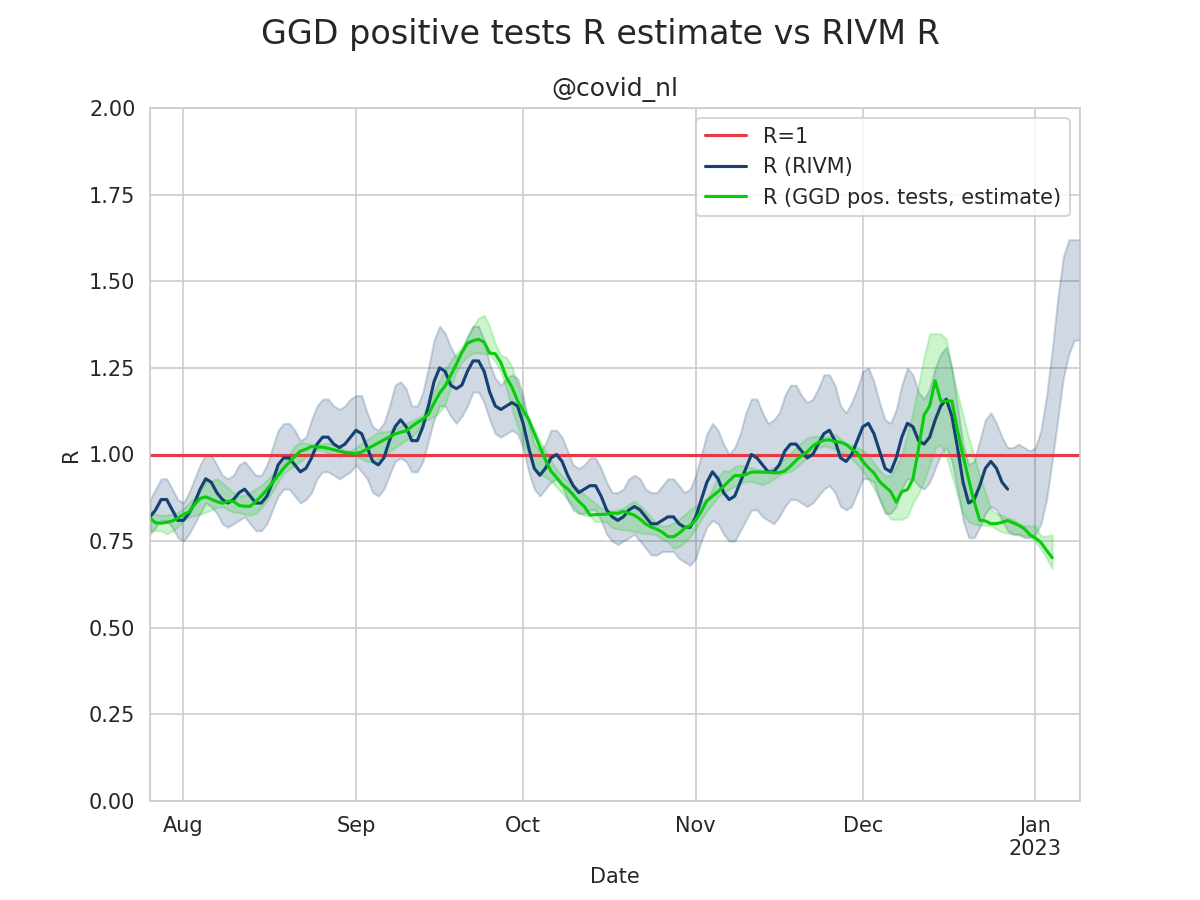 GGD positive tests R estimate vs RIVM R
@covid_nl
R=1
R (RIVM)
R (GGD pos. tests, estimate)
2.00
1.75
1.50
1.25
1.00
0.75
0.50
0.25
0.00
R
Aug Sep Oct Nov Dec Jan
2023
Date